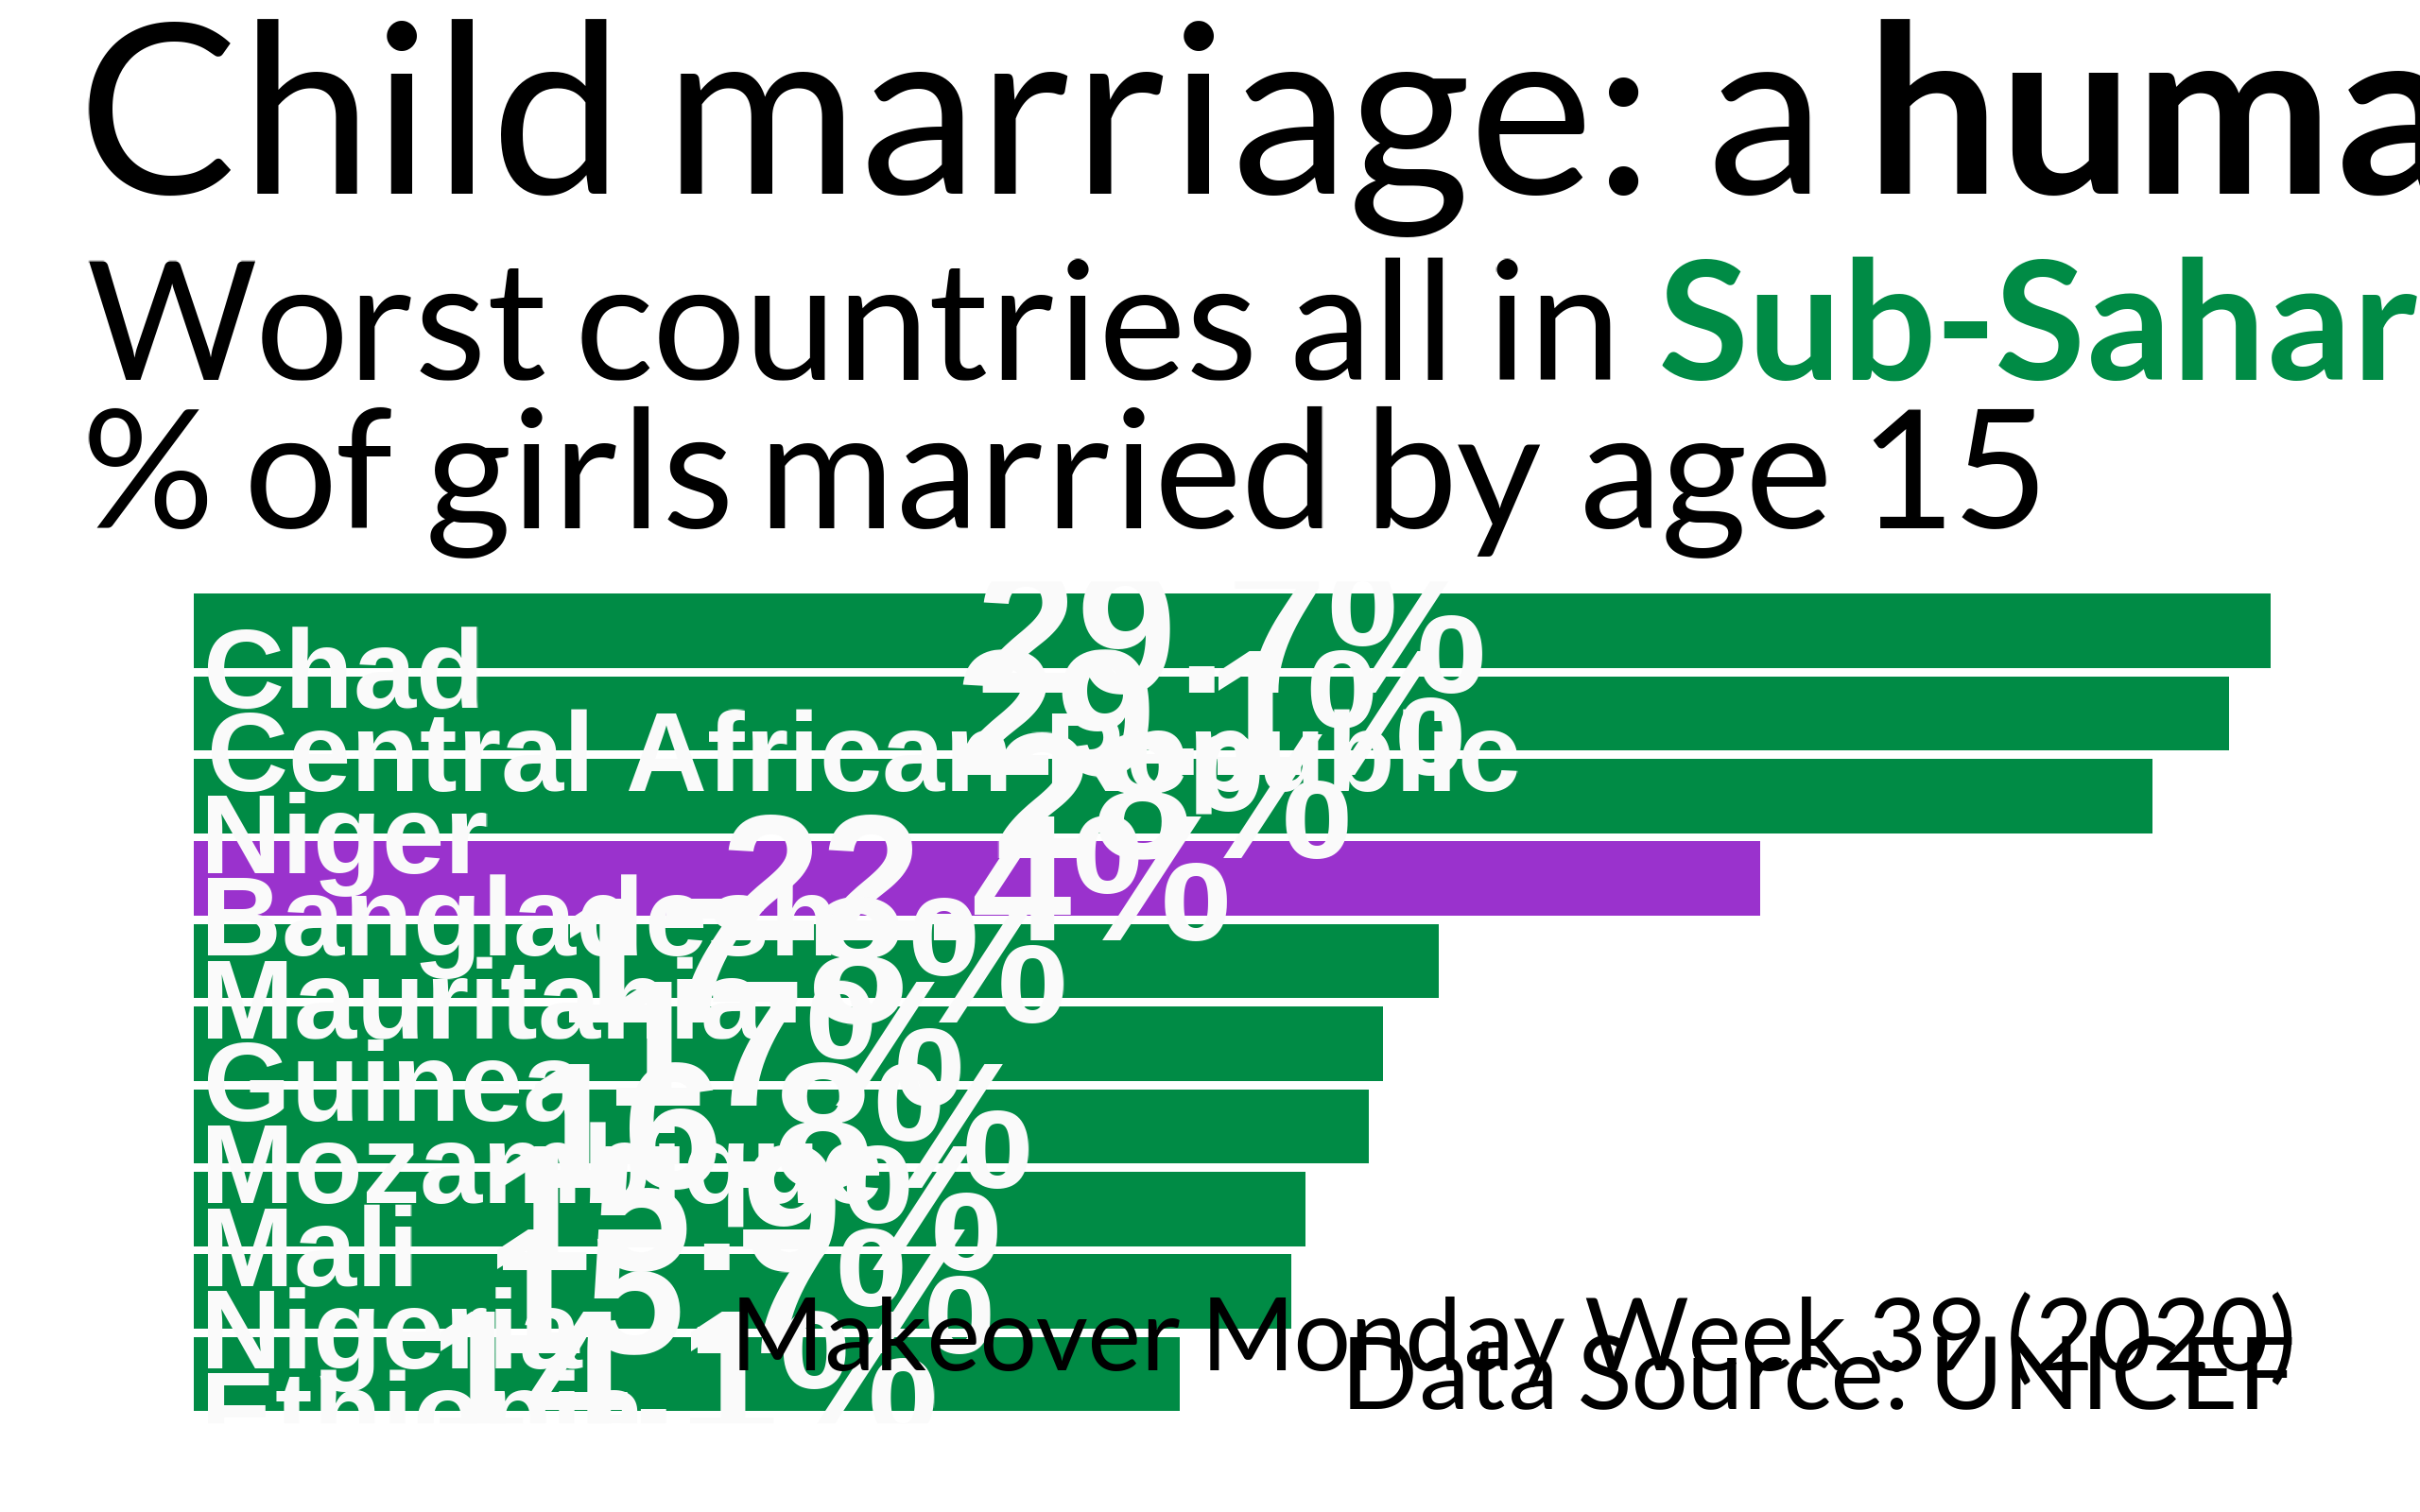 Child marriage: a huma
Worst countries all in Sub-Sahar
% of girls married by age 15
Chad 29.7%
Central African Republic 29.1%
Niger 28%
Bangladesh 22.4%
Mauritania 17.8%
Guinea 17%
Mozambique 16.8%
Mali 15.9%
Nigeria 15.7%
Ethiopia 14.1%
Makeover Monday Week 39 (2020)
Data Source: UNICEF